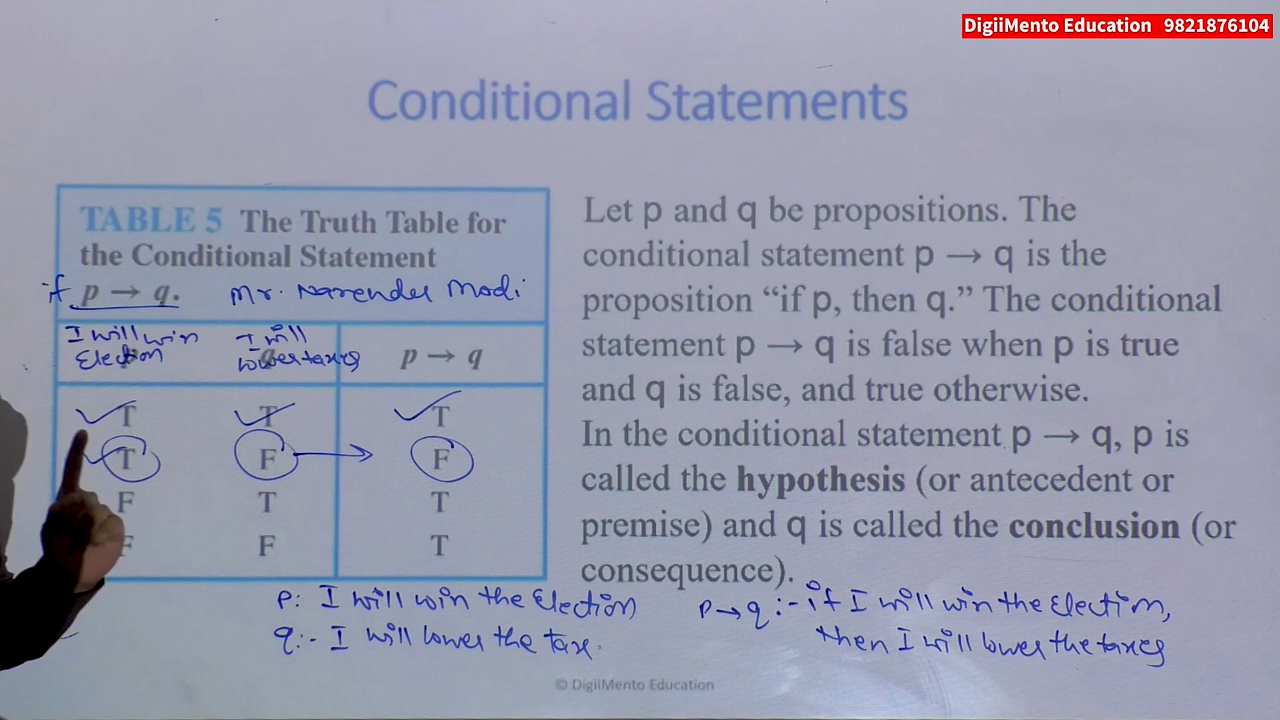 DigiiMento Education 9821876104
Conditional Statements
TABLE 5 The Truth Table for
the Conditional Statement
if p → q. Mr. Narender Modi
I will win I will
Election lower taxes p → q
T T T
T F F
F T T
F F T
Let p and q be propositions. The
conditional statement p → q is the
proposition “if p, then q.” The conditional
statement p → q is false when p is true
and q is false, and true otherwise.
In the conditional statement p → q, p is
called the hypothesis (or antecedent or
premise) and q is called the conclusion (or
consequence).
P: I will win the Election
q:- I will lower the tax.
P→q:- if I will win the Election,
then I will lower the taxes
© DigiiMento Education